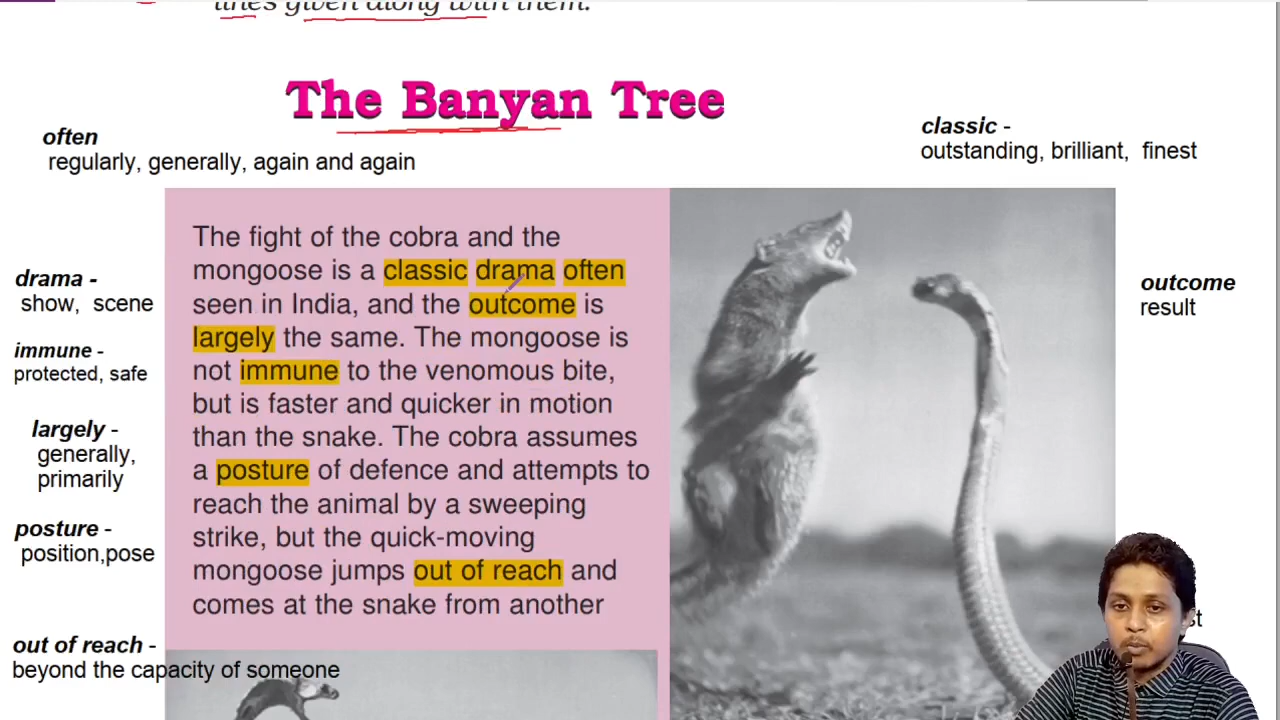 lines given along with them.
The Banyan Tree
often
regularly, generally, again and again
classic -
outstanding, brilliant, finest
drama -
show, scene
immune -
protected, safe
largely -
generally,
primarily
posture -
position,pose
out of reach -
beyond the capacity of someone
The fight of the cobra and the
mongoose is a classic drama often
seen in India, and the outcome is
largely the same. The mongoose is
not immune to the venomous bite,
but is faster and quicker in motion
than the snake. The cobra assumes
a posture of defence and attempts to
reach the animal by a sweeping
strike, but the quick-moving
mongoose jumps out of reach and
comes at the snake from another
outcome
result